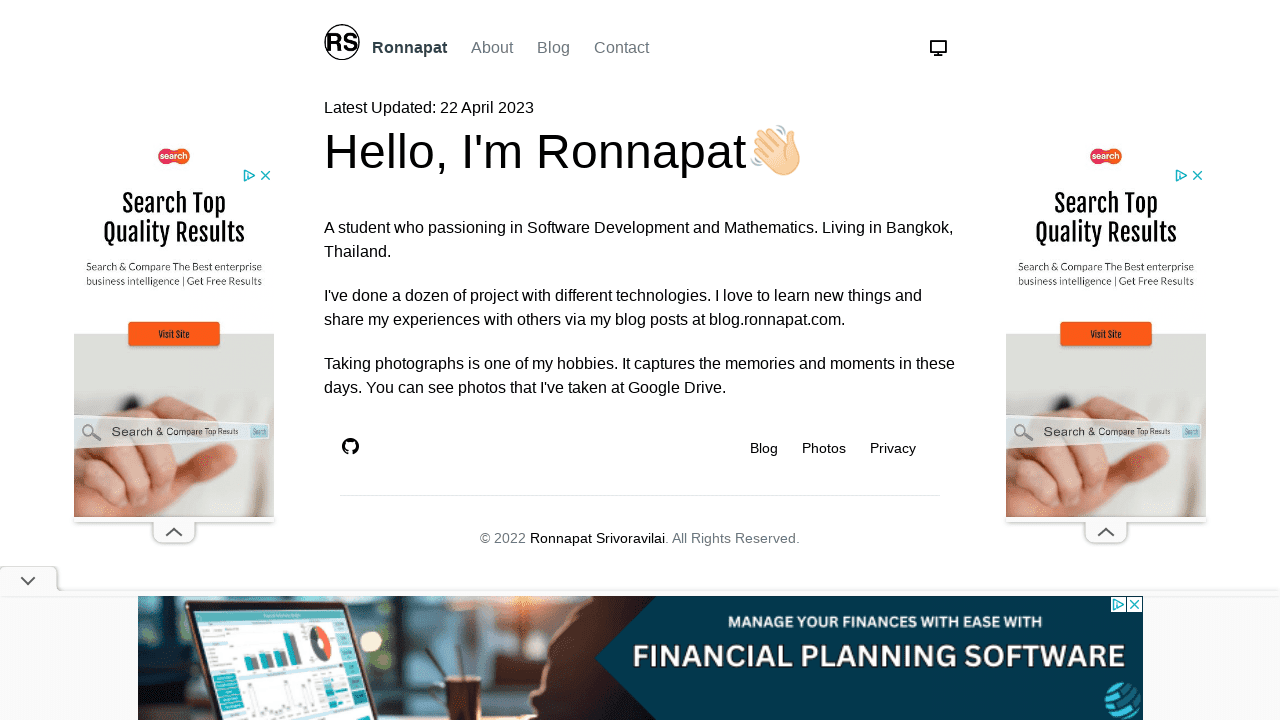 RS Ronnapat About Blog Contact
Latest Updated: 22 April 2023
Hello, I'm Ronnapat👋🏻
A student who passioning in Software Development and Mathematics. Living in Bangkok,
Thailand.
I've done a dozen of project with different technologies. I love to learn new things and
share my experiences with others via my blog posts at blog.ronnapat.com.
Taking photographs is one of my hobbies. It captures the memories and moments in these
days. You can see photos that I've taken at Google Drive.
Blog Photos Privacy
© 2022 Ronnapat Srivoravilai. All Rights Reserved.
search
Search Top
Quality Results
Search & Compare The Best enterprise
business intelligence | Get Free Results
Visit Site
Search & Compare Top Results Search
search
Search Top
Quality Results
Search & Compare The Best enterprise
business intelligence | Get Free Results
Visit Site
Search & Compare Top Results Search
MANAGE YOUR FINANCES WITH EASE WITH
FINANCIAL PLANNING SOFTWARE